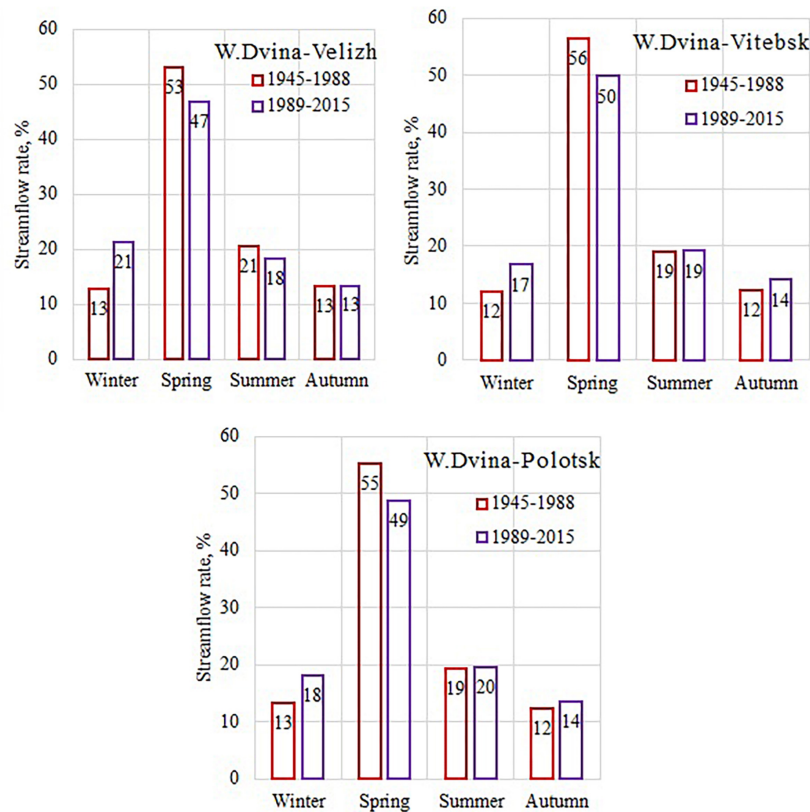 W.Dvina-Velizh
1945-1988
1989-2015
Streamflow rate, %
60
50
40
30
20
10
0
13
21
53
47
21
18
13
13
Winter
Spring
Summer
Autumn
W.Dvina-Vitebsk
1945-1988
1989-2015
Streamflow rate, %
60
50
40
30
20
10
0
12
17
56
50
19
19
12
14
Winter
Spring
Summer
Autumn
W.Dvina-Polotsk
1945-1988
1989-2015
Streamflow rate, %
60
50
40
30
20
10
0
13
18
55
49
19
20
12
14
Winter
Spring
Summer
Autumn